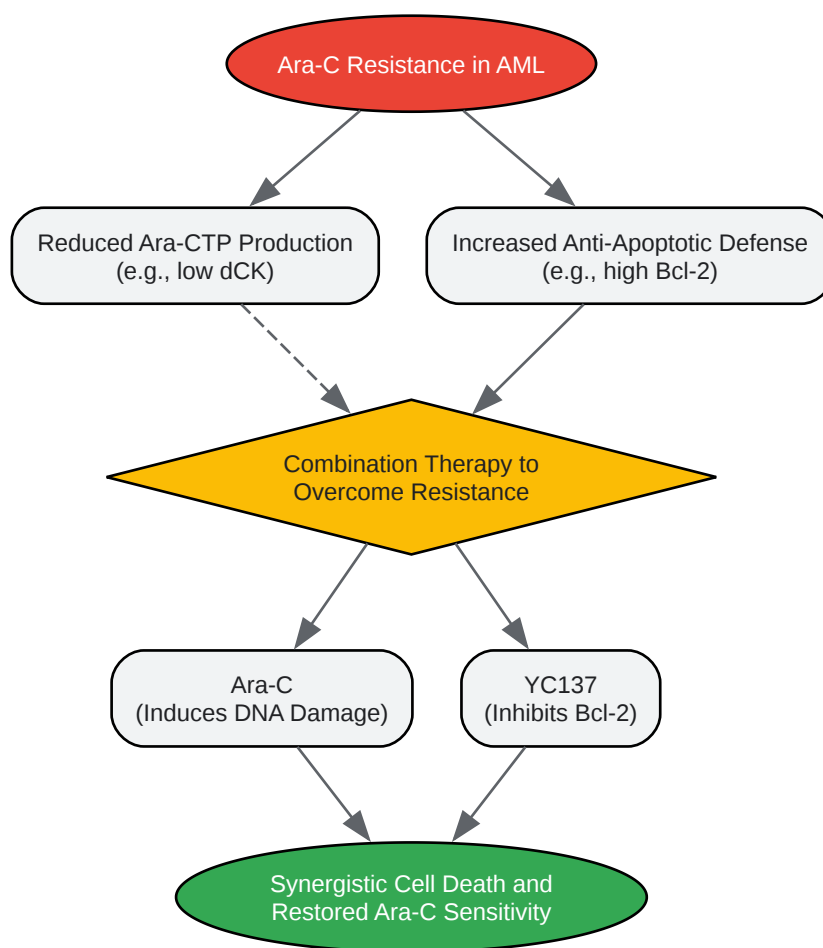 Ara-C Resistance in AML
Reduced Ara-CTP Production
(e.g., low dCK)
Increased Anti-Apoptotic Defense
(e.g., high Bcl-2)
Combination Therapy to
Overcome Resistance
Ara-C
(Induces DNA Damage)
YC137
(Inhibits Bcl-2)
Synergistic Cell Death and
Restored Ara-C Sensitivity